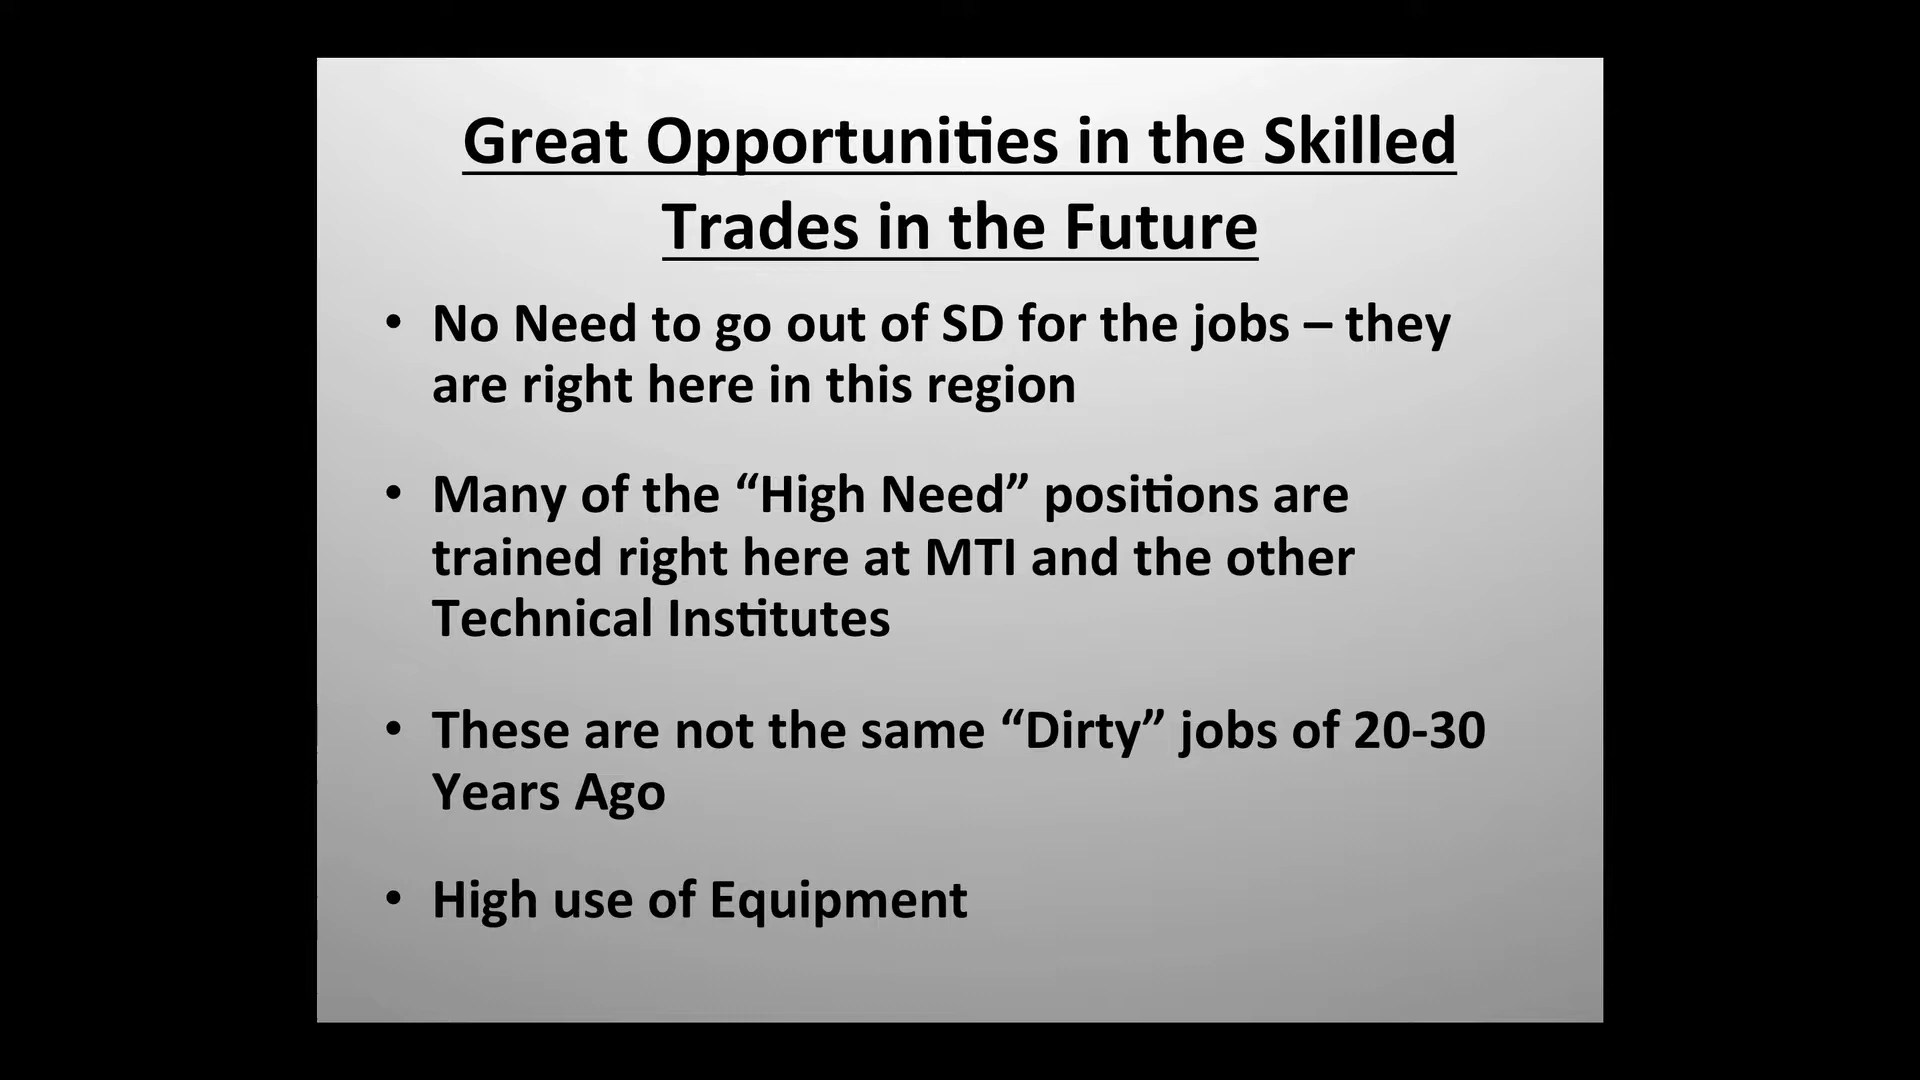 Great Opportunities in the Skilled
Trades in the Future
• No Need to go out of SD for the jobs – they
are right here in this region
• Many of the “High Need” positions are
trained right here at MTI and the other
Technical Institutes
• These are not the same “Dirty” jobs of 20-30
Years Ago
• High use of Equipment